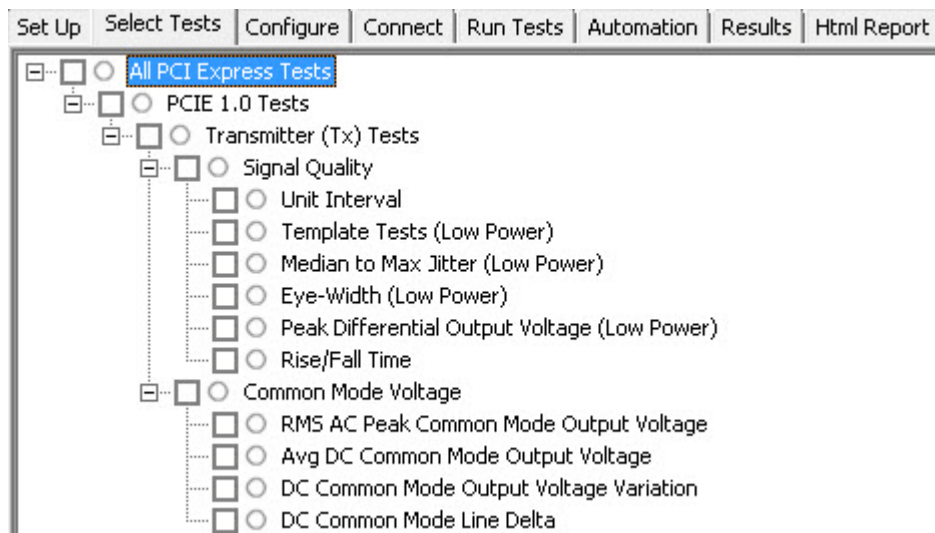 Set Up Select Tests Configure Connect Run Tests Automation Results Html Report
All PCI Express Tests
PCIE 1.0 Tests
Transmitter (Tx) Tests
Signal Quality
Unit Interval
Template Tests (Low Power)
Median to Max Jitter (Low Power)
Eye-Width (Low Power)
Peak Differential Output Voltage (Low Power)
Rise/Fall Time
Common Mode Voltage
RMS AC Peak Common Mode Output Voltage
Avg DC Common Mode Output Voltage
DC Common Mode Output Voltage Variation
DC Common Mode Line Delta